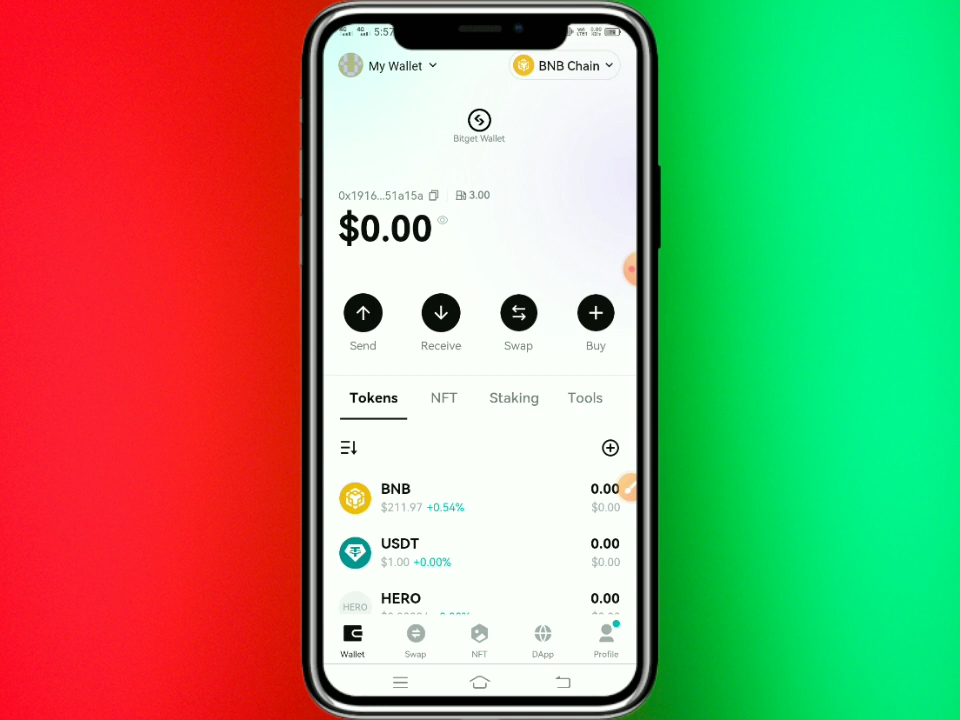 5:57
My Wallet
BNB Chain
Bitget Wallet
0x1916...51a15a
3.00
$0.00
Send
Receive
Swap
Buy
Tokens
NFT
Staking
Tools
BNB
0.00
$211.97 +0.54%
$0.00
USDT
0.00
$1.00 +0.00%
$0.00
HERO
HERO
0.00
Wallet
Swap
NFT
DApp
Profile